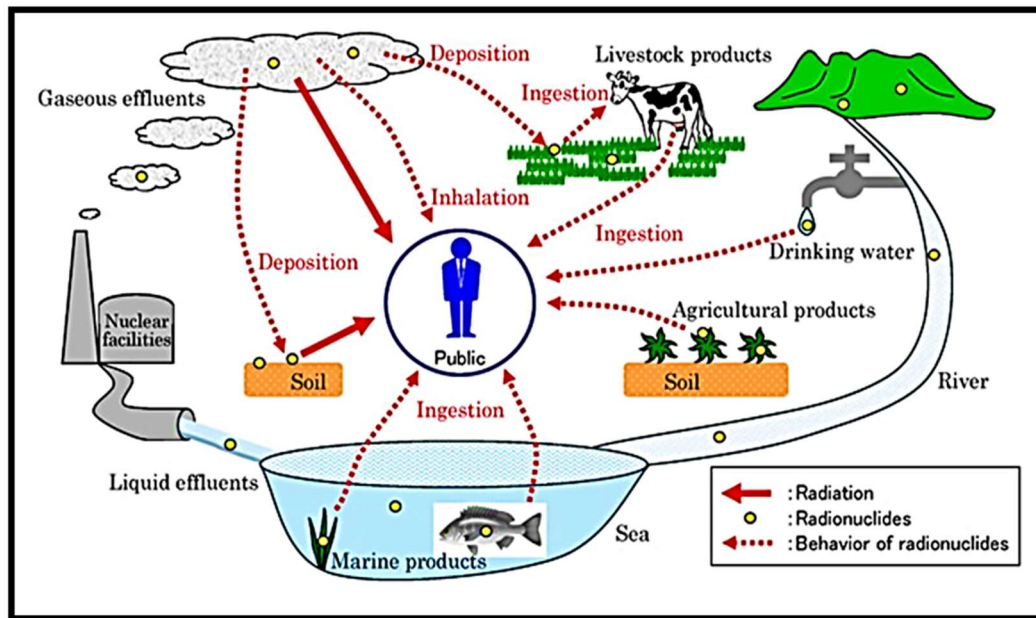 Deposition
Livestock products
Gaseous effluents
Ingestion
Inhalation
Ingestion
Deposition
Drinking water
Nuclear
facilities
Agricultural products
Public
Soil
Soil
River
Ingestion
Liquid effluents
Sea
Marine products
:Radiation
:Radionuclides
:Behavior of radionuclides